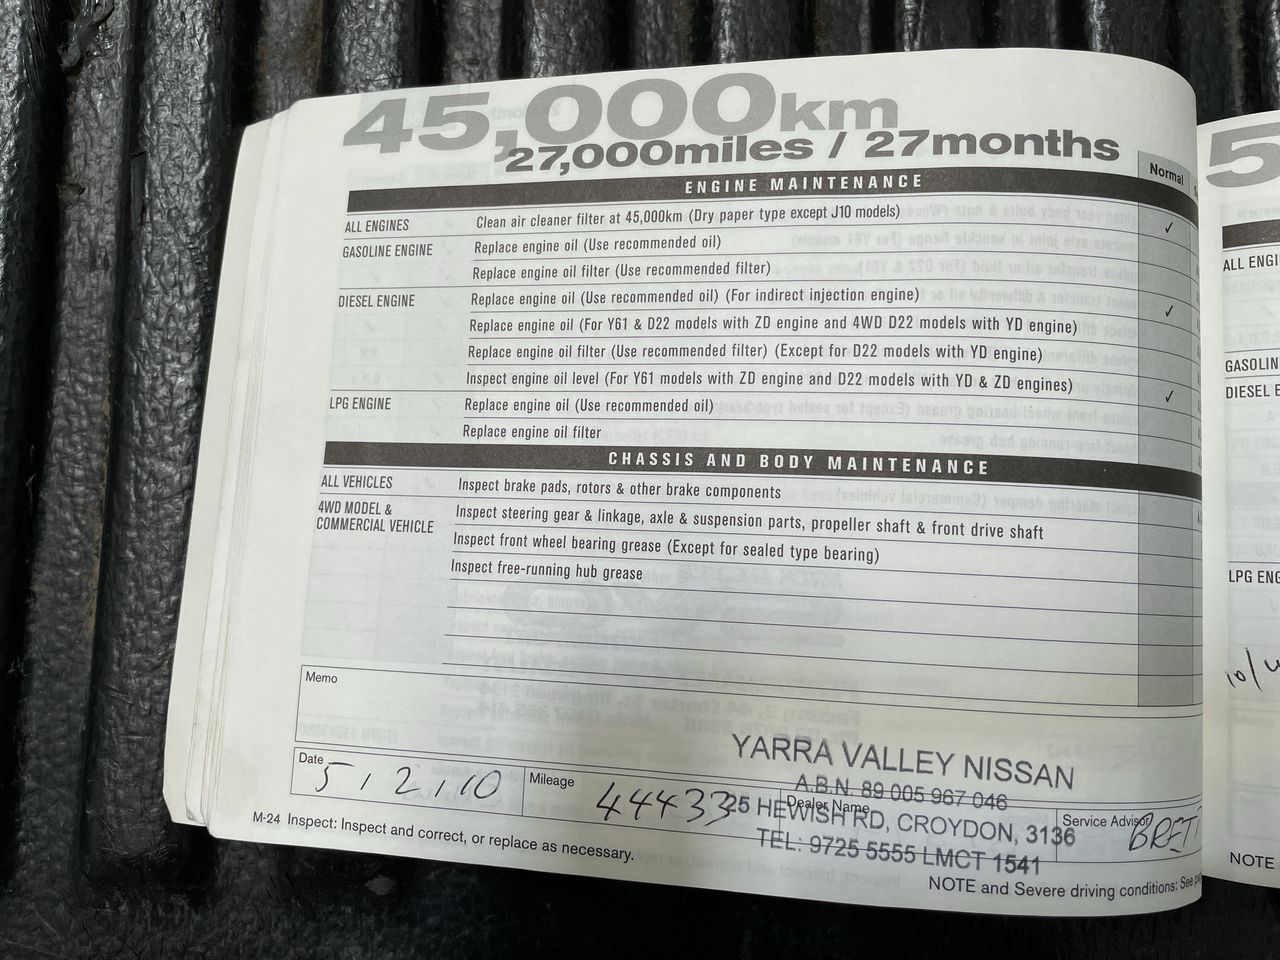 45,000km
27,000miles / 27months
Normal
ENGINE MAINTENANCE
ALL ENGINES Clean air cleaner filter at 45,000km (Dry paper type except J10 models) ✓
GASOLINE ENGINE Replace engine oil (Use recommended oil)
Replace engine oil filter (Use recommended filter)
DIESEL ENGINE Replace engine oil (Use recommended oil) (For indirect injection engine) ✓
Replace engine oil (For Y61 & D22 models with ZD engine and 4WD D22 models with YD engine)
Replace engine oil filter (Use recommended filter) (Except for D22 models with YD engine)
Inspect engine oil level (For Y61 models with ZD engine and D22 models with YD & ZD engines) ✓
LPG ENGINE Replace engine oil (Use recommended oil)
Replace engine oil filter
CHASSIS AND BODY MAINTENANCE
ALL VEHICLES Inspect brake pads, rotors & other brake components
4WD MODEL & Inspect steering gear & linkage, axle & suspension parts, propeller shaft & front drive shaft
COMMERCIAL VEHICLE Inspect front wheel bearing grease (Except for sealed type bearing)
Inspect free-running hub grease
Memo
YARRA VALLEY NISSAN
A.B.N. 89 005 967 046
25 HEWISH RD, CROYDON, 3136
TEL: 9725 5555 LMCT 1541
Date 5, 2, 10 Mileage 44433 Dealer Name Service Advisor BRET
M-24 Inspect: Inspect and correct, or replace as necessary.
NOTE and Severe driving conditions: See
5
ALL ENGI
GASOLIN
DIESEL E
LPG ENG
NOTE